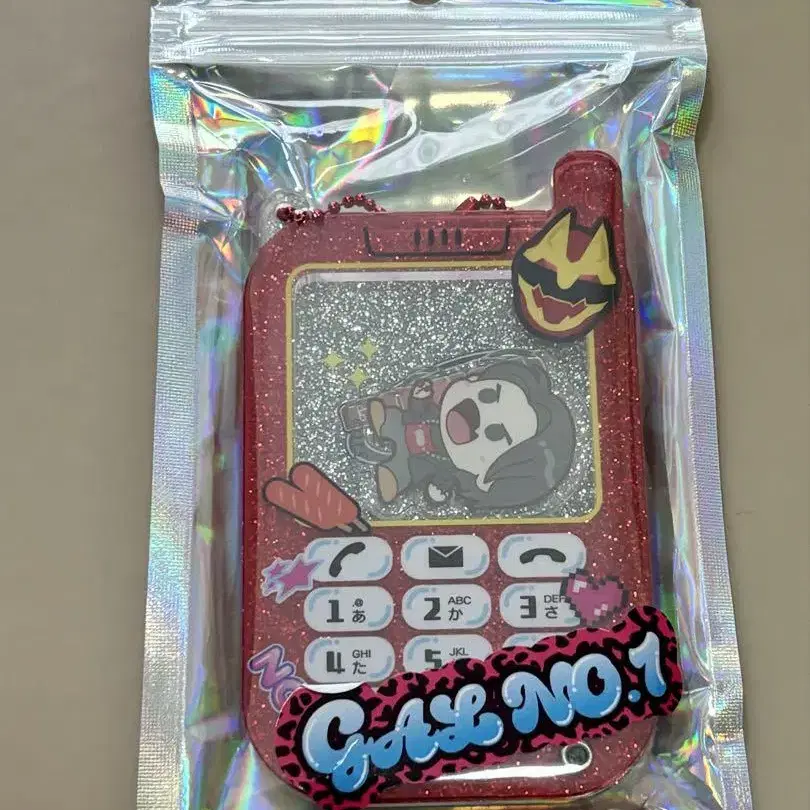 1 .@ あ
2 ABC か
3 DEF さ
4 GHI た
5 JKL
GAL NO.1